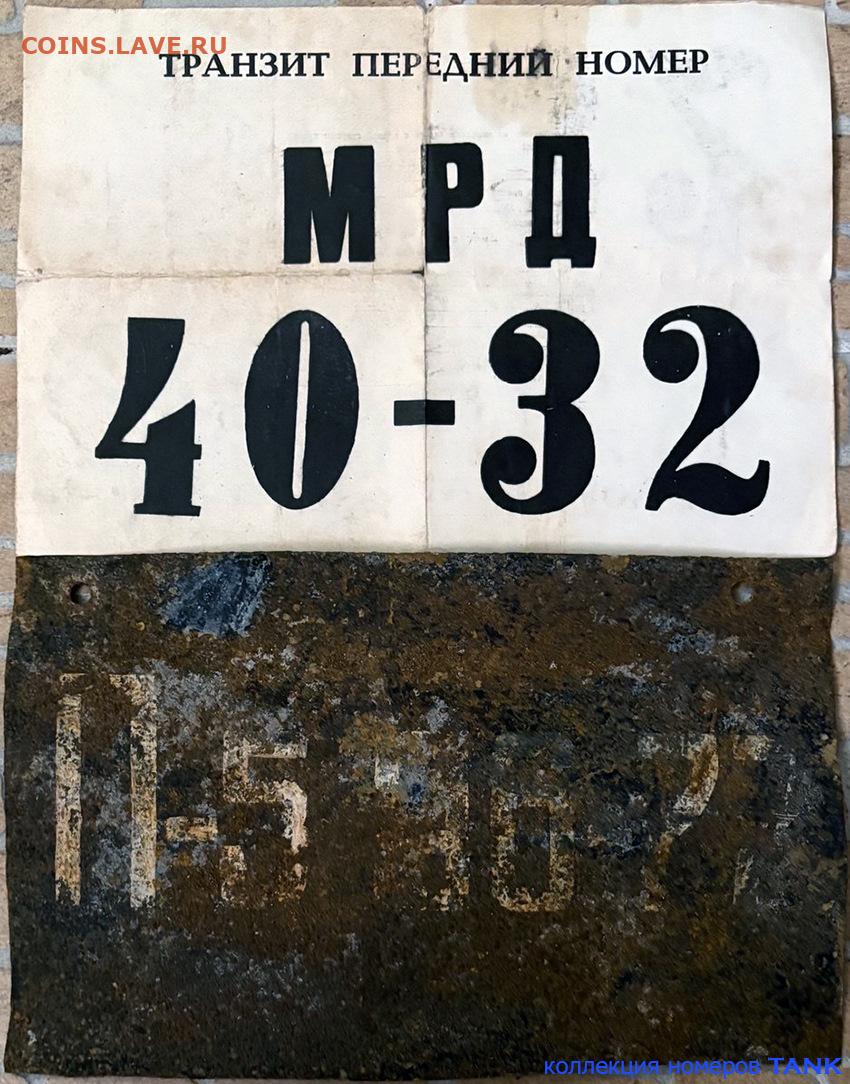 COINS.LAVE.RU
ТРАНЗИТ ПЕРЕДНИЙ НОМЕР
МРД
40-32
коллекция номеров TANK